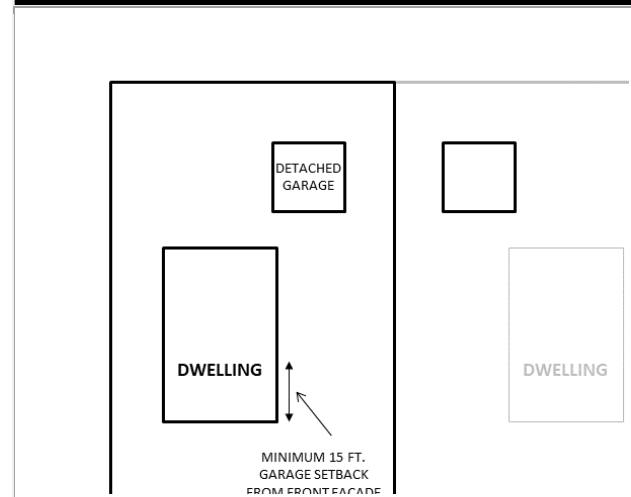 DETACHED
GARAGE
DWELLING
DWELLING
MINIMUM 15 FT.
GARAGE SETBACK
FROM FRONT FACADE